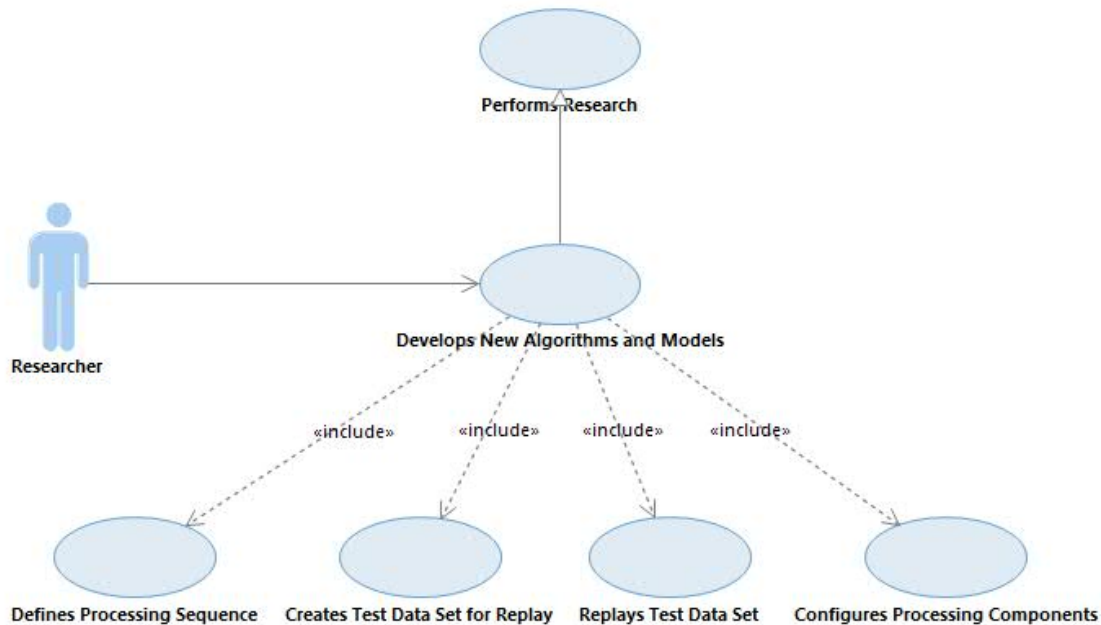 Performs Research
Develops New Algorithms and Models
Researcher
«include»
«include»
«include»
«include»
Defines Processing Sequence
Creates Test Data Set for Replay
Replays Test Data Set
Configures Processing Components